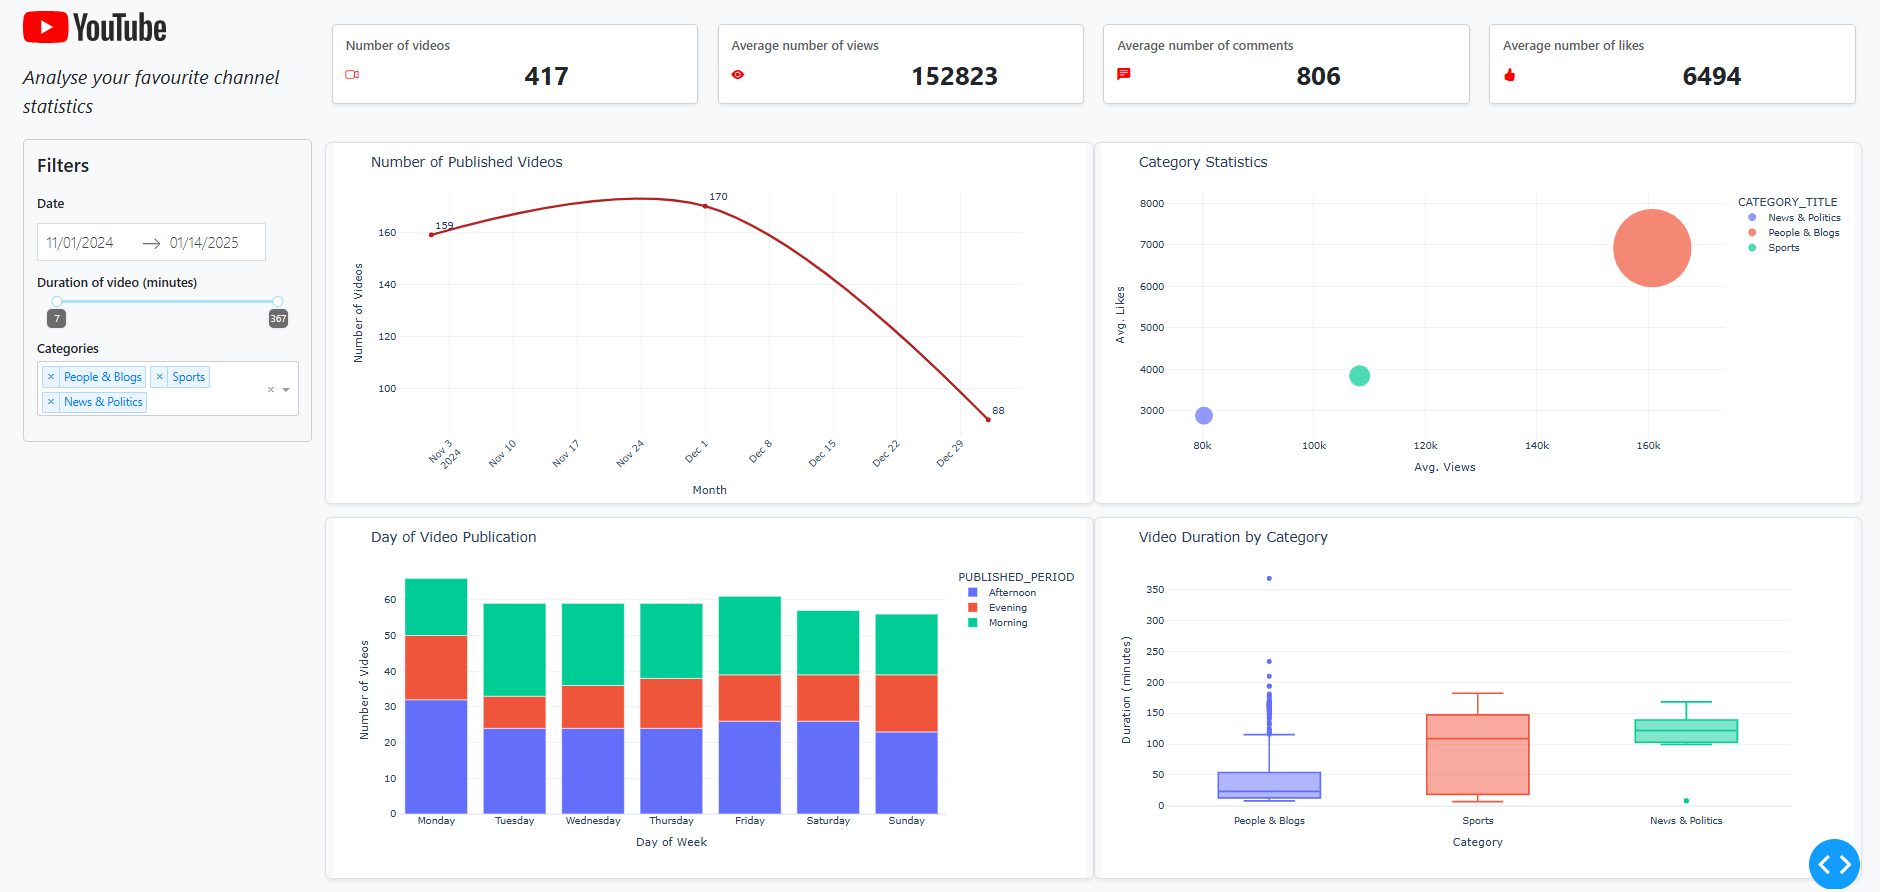 YouTube
Analyse your favourite channel
statistics
Number of videos
417
Average number of views
152823
Average number of comments
806
Average number of likes
6494
Filters
Date
11/01/2024 → 01/14/2025
Duration of video (minutes)
7
367
Categories
× People & Blogs × Sports
× News & Politics
×
Number of Published Videos
159
170
88
160
140
120
100
Number of Videos
Nov 3
2024
Nov 10
Nov 17
Nov 24
Dec 1
Dec 8
Dec 15
Dec 22
Dec 29
Month
Category Statistics
8000
7000
6000
5000
4000
3000
Avg. Likes
80k
100k
120k
140k
160k
Avg. Views
CATEGORY_TITLE
News & Politics
People & Blogs
Sports
Day of Video Publication
60
50
40
30
20
10
0
Number of Videos
Monday
Tuesday
Wednesday
Thursday
Friday
Saturday
Sunday
Day of Week
PUBLISHED_PERIOD
Afternoon
Evening
Morning
Video Duration by Category
350
300
250
200
150
100
50
0
Duration (minutes)
People & Blogs
Sports
News & Politics
Category